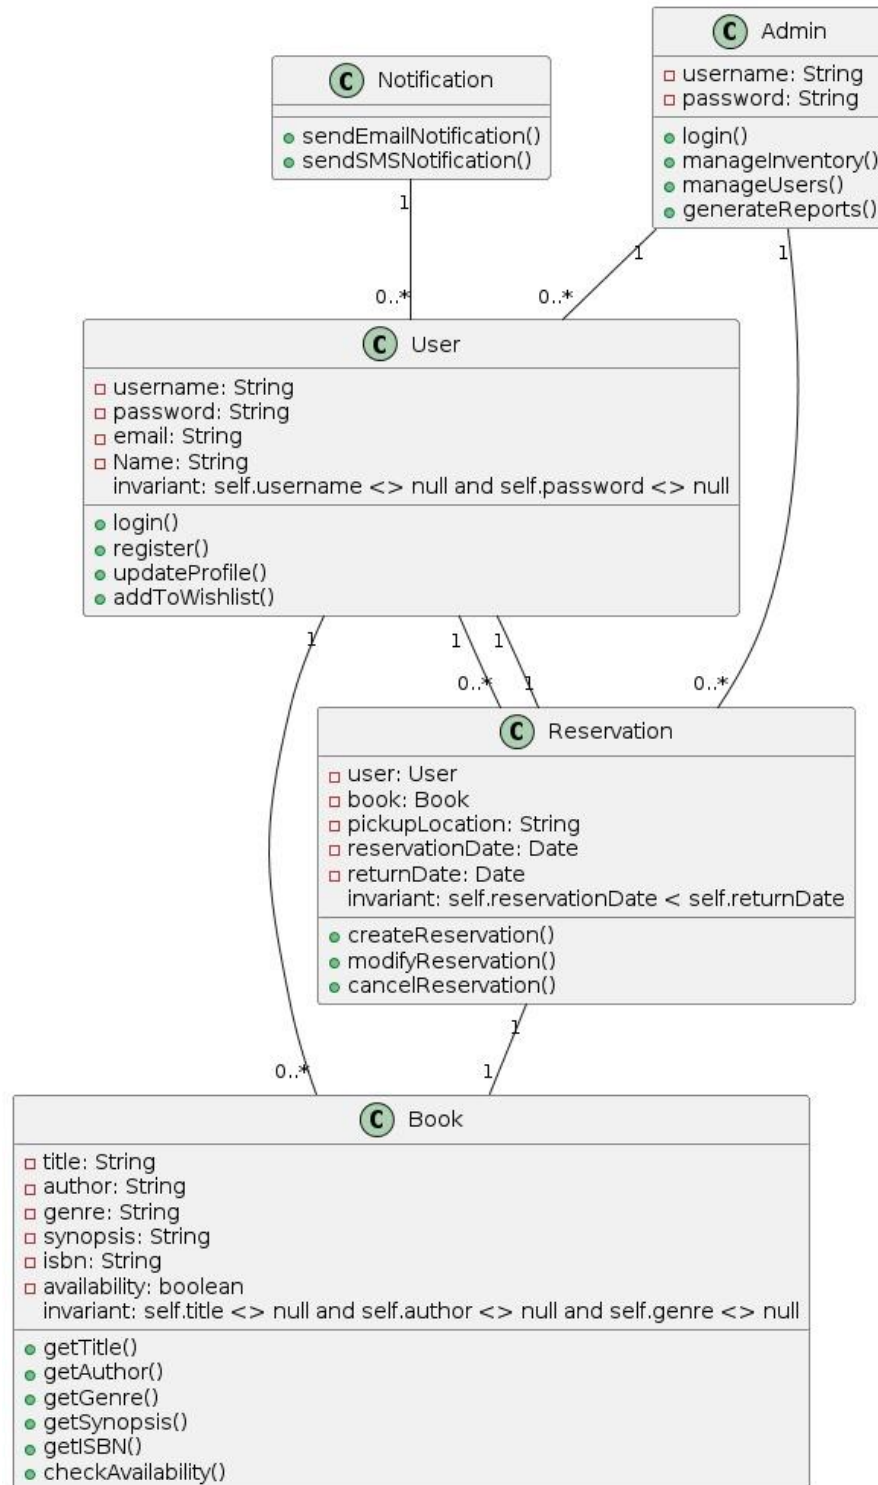 C Admin
username: String
password: String
login()
manageInventory()
manageUsers()
generateReports()
C Notification
sendEmailNotification()
sendSMSNotification()
1
1
1
0..*
0..*
C User
username: String
password: String
email: String
Name: String
invariant: self.username <> null and self.password <> null
login()
register()
updateProfile()
addToWishlist()
1
1
1
0..*
1
0..*
C Reservation
user: User
book: Book
pickupLocation: String
reservationDate: Date
returnDate: Date
invariant: self.reservationDate < self.returnDate
createReservation()
modifyReservation()
cancelReservation()
1
0..*
1
C Book
title: String
author: String
genre: String
synopsis: String
isbn: String
availability: boolean
invariant: self.title <> null and self.author <> null and self.genre <> null
getTitle()
getAuthor()
getGenre()
getSynopsis()
getISBN()
checkAvailability()